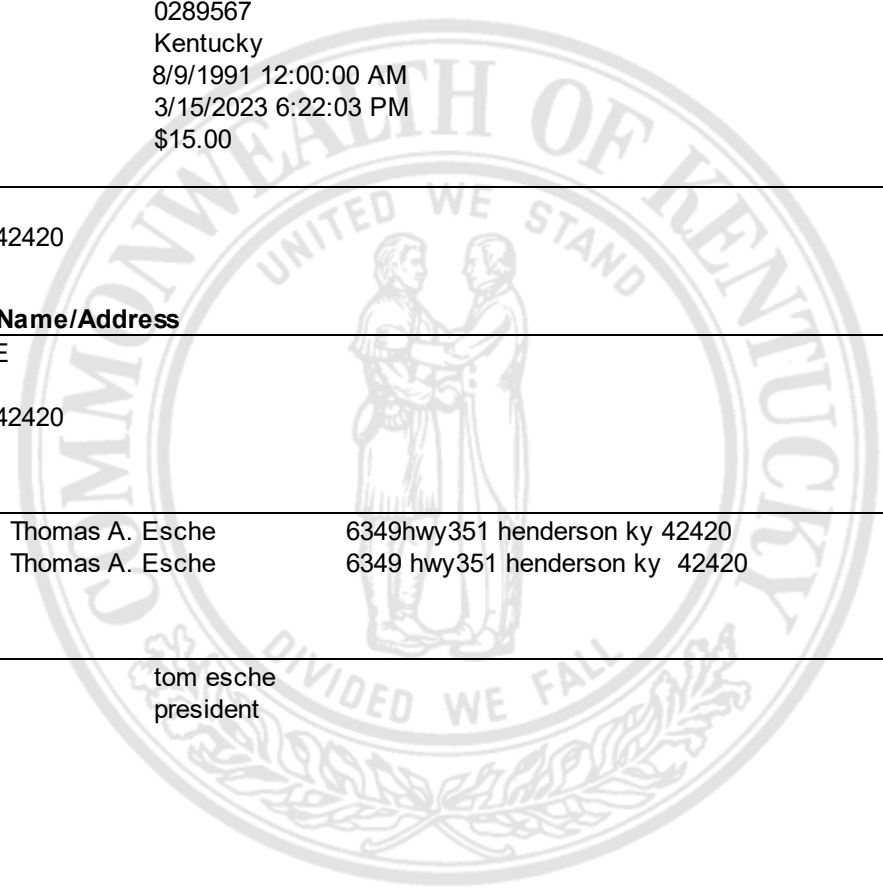 0289567
Kentucky
8/9/1991 12:00:00 AM
3/15/2023 6:22:03 PM
$15.00
COMMONWEALTH OF KENTUCKY
UNITED WE STAND
42420
Name/Address
E
42420
Thomas A. Esche 6349hwy351 henderson ky 42420
Thomas A. Esche 6349 hwy351 henderson ky 42420
DIVIDED WE FALL
tom esche
president